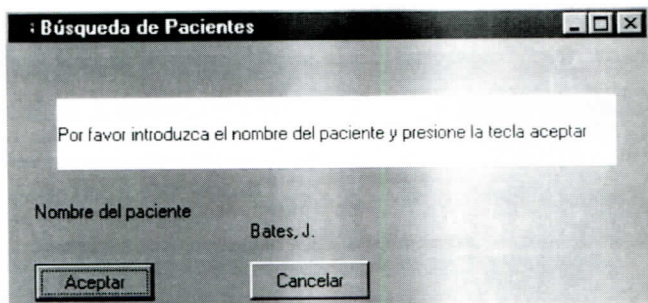 Búsqueda de Pacientes
Por favor introduzca el nombre del paciente y presione la tecla aceptar
Nombre del paciente
Bates, J.
Aceptar
Cancelar